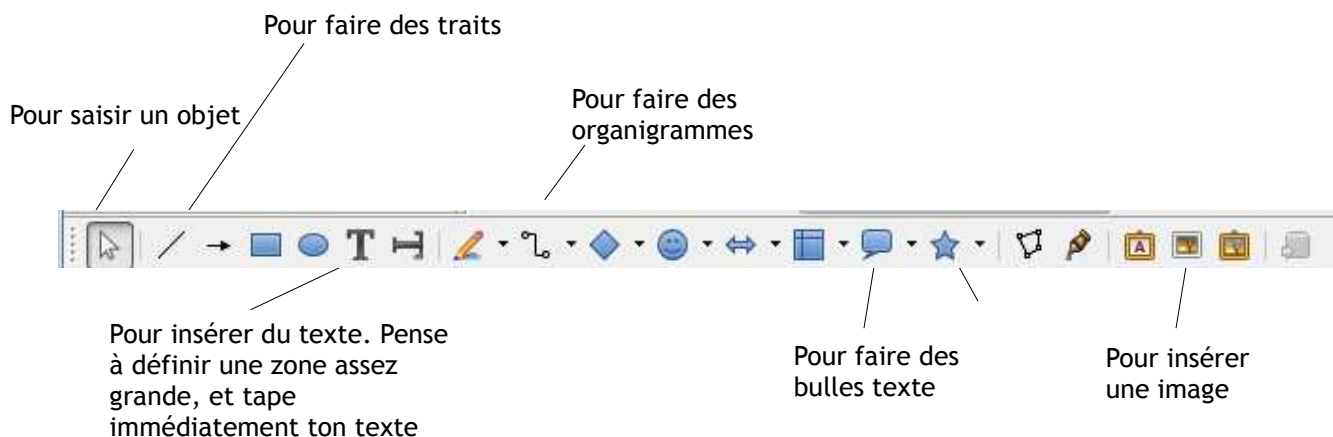 Pour faire des traits
Pour saisir un objet
Pour faire des
organigrammes
T
A
Pour insérer du texte. Pense
à définir une zone assez
grande, et tape
immédiatement ton texte
Pour faire des
bulles texte
Pour insérer
une image